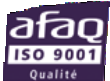 afaq
ISO 9001
Qualité